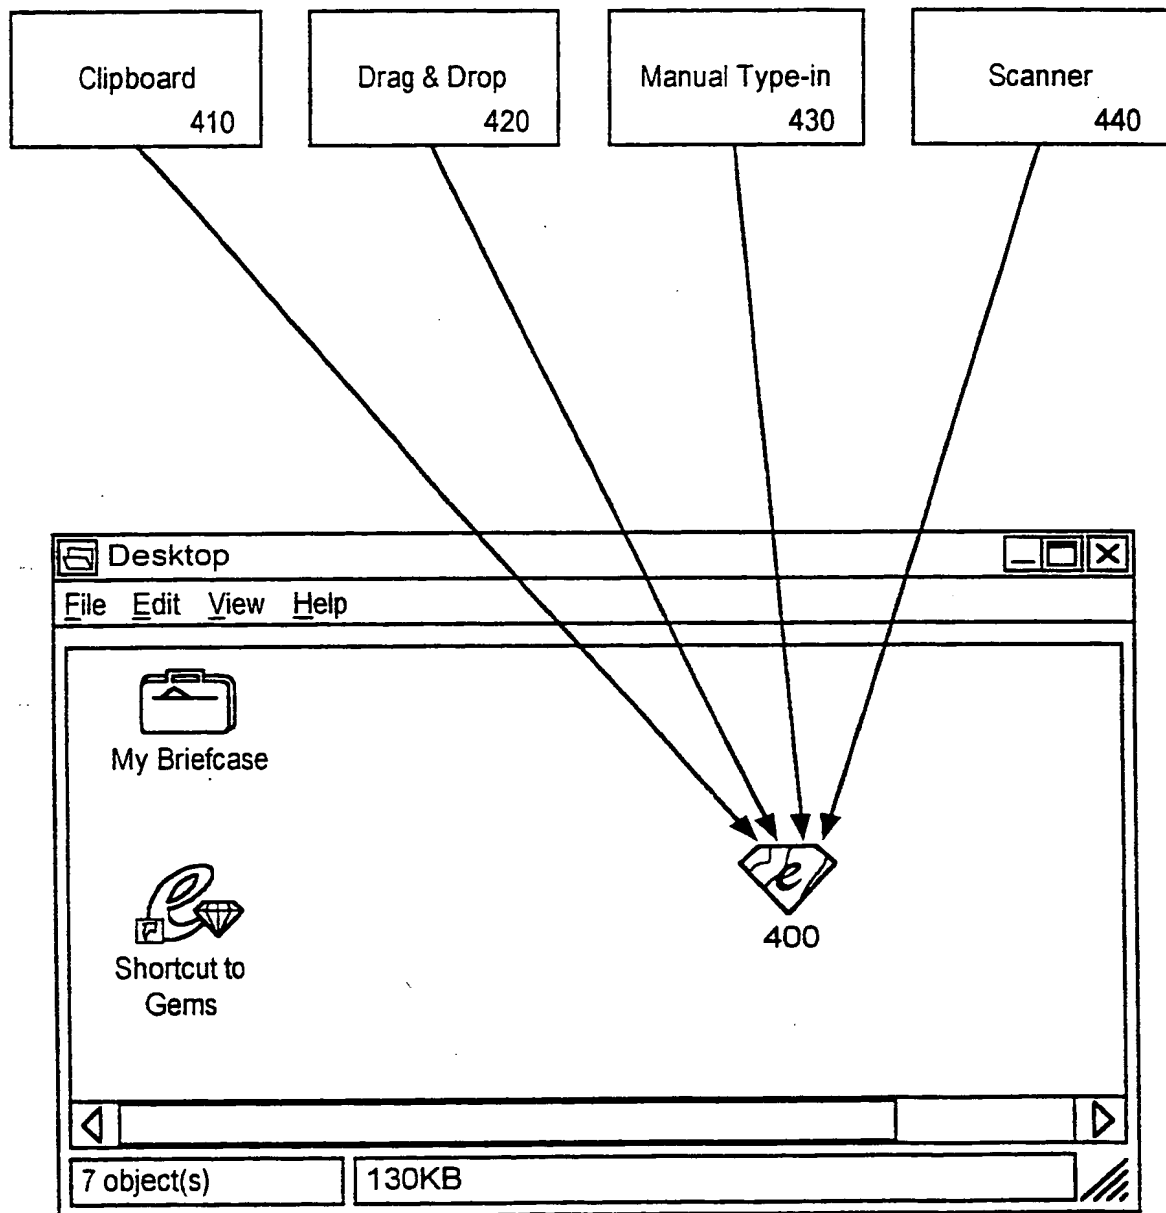 Clipboard
410
Drag & Drop
420
Manual Type-in
430
Scanner
440
Desktop
File Edit View Help
My Briefcase
e
400
Shortcut to
Gems
7 object(s)
130KB